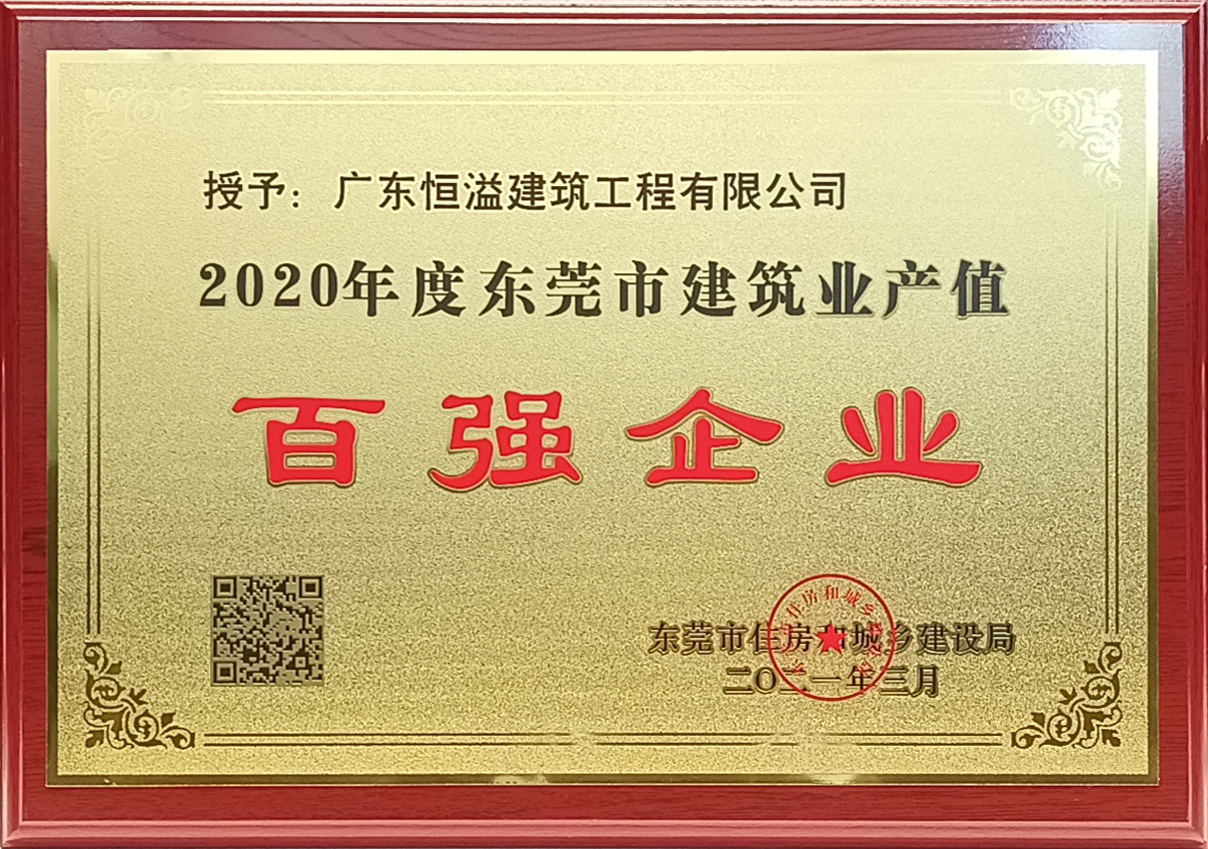 授予：广东恒溢建筑工程有限公司
2020年度东莞市建筑业产值
百强企业
东莞市住房和城乡建设局
二〇二一年三月